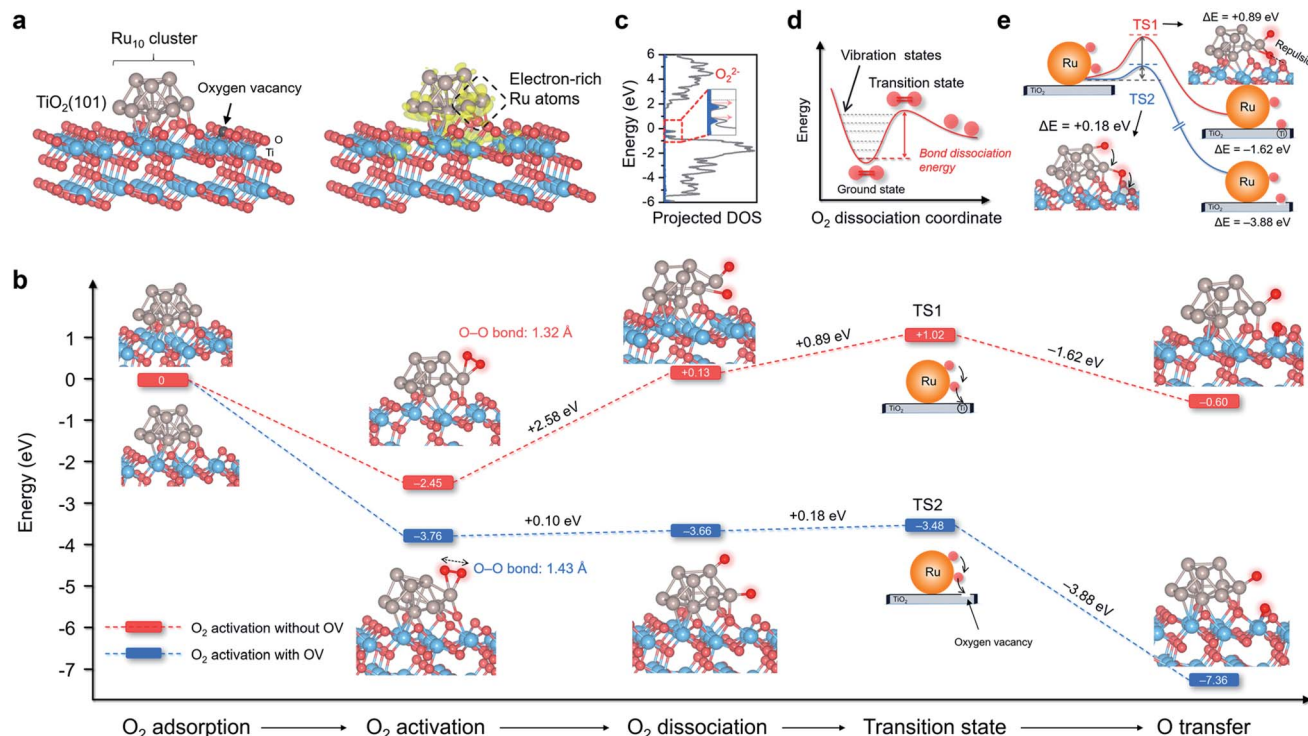 a
Ru10 cluster
TiO2(101)
Oxygen vacancy
O
Ti
Electron-rich
Ru atoms
c
6
4
2
0
-2
-4
-6
Energy (eV)
O2 2-
Projected DOS
d
Vibration states
Transition state
Bond dissociation
energy
Ground state
Energy
O2 dissociation coordinate
e
TS1
ΔE = +0.89 eV
Repulsion
Ru
TiO2
TS2
ΔE = +0.18 eV
Ru
TiO2
Ti
ΔE = –1.62 eV
Ru
TiO2
ΔE = –3.88 eV
b
Energy (eV)
1
0
-1
-2
-3
-4
-5
-6
-7
0
O–O bond: 1.32 Å
–2.45
+2.58 eV
+0.13
+0.89 eV
TS1
+1.02
Ru
TiO2
Ti
–1.62 eV
–0.60
–3.76
+0.10 eV
–3.66
+0.18 eV
TS2
–3.48
O–O bond: 1.43 Å
Ru
TiO2
Oxygen vacancy
–3.88 eV
–7.36
O2 activation without OV
O2 activation with OV
O2 adsorption
O2 activation
O2 dissociation
Transition state
O transfer